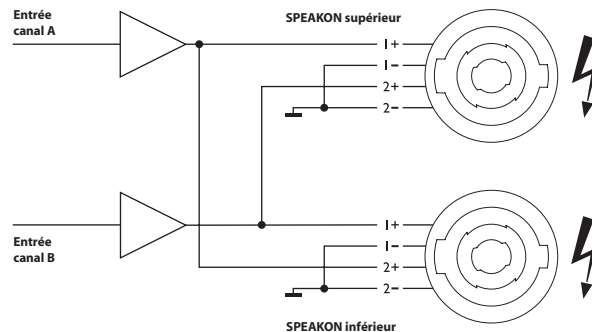 Entrée
canal A
SPEAKON supérieur
1+
1-
2+
2-
Entrée
canal B
1+
1-
2+
2-
SPEAKON inférieur